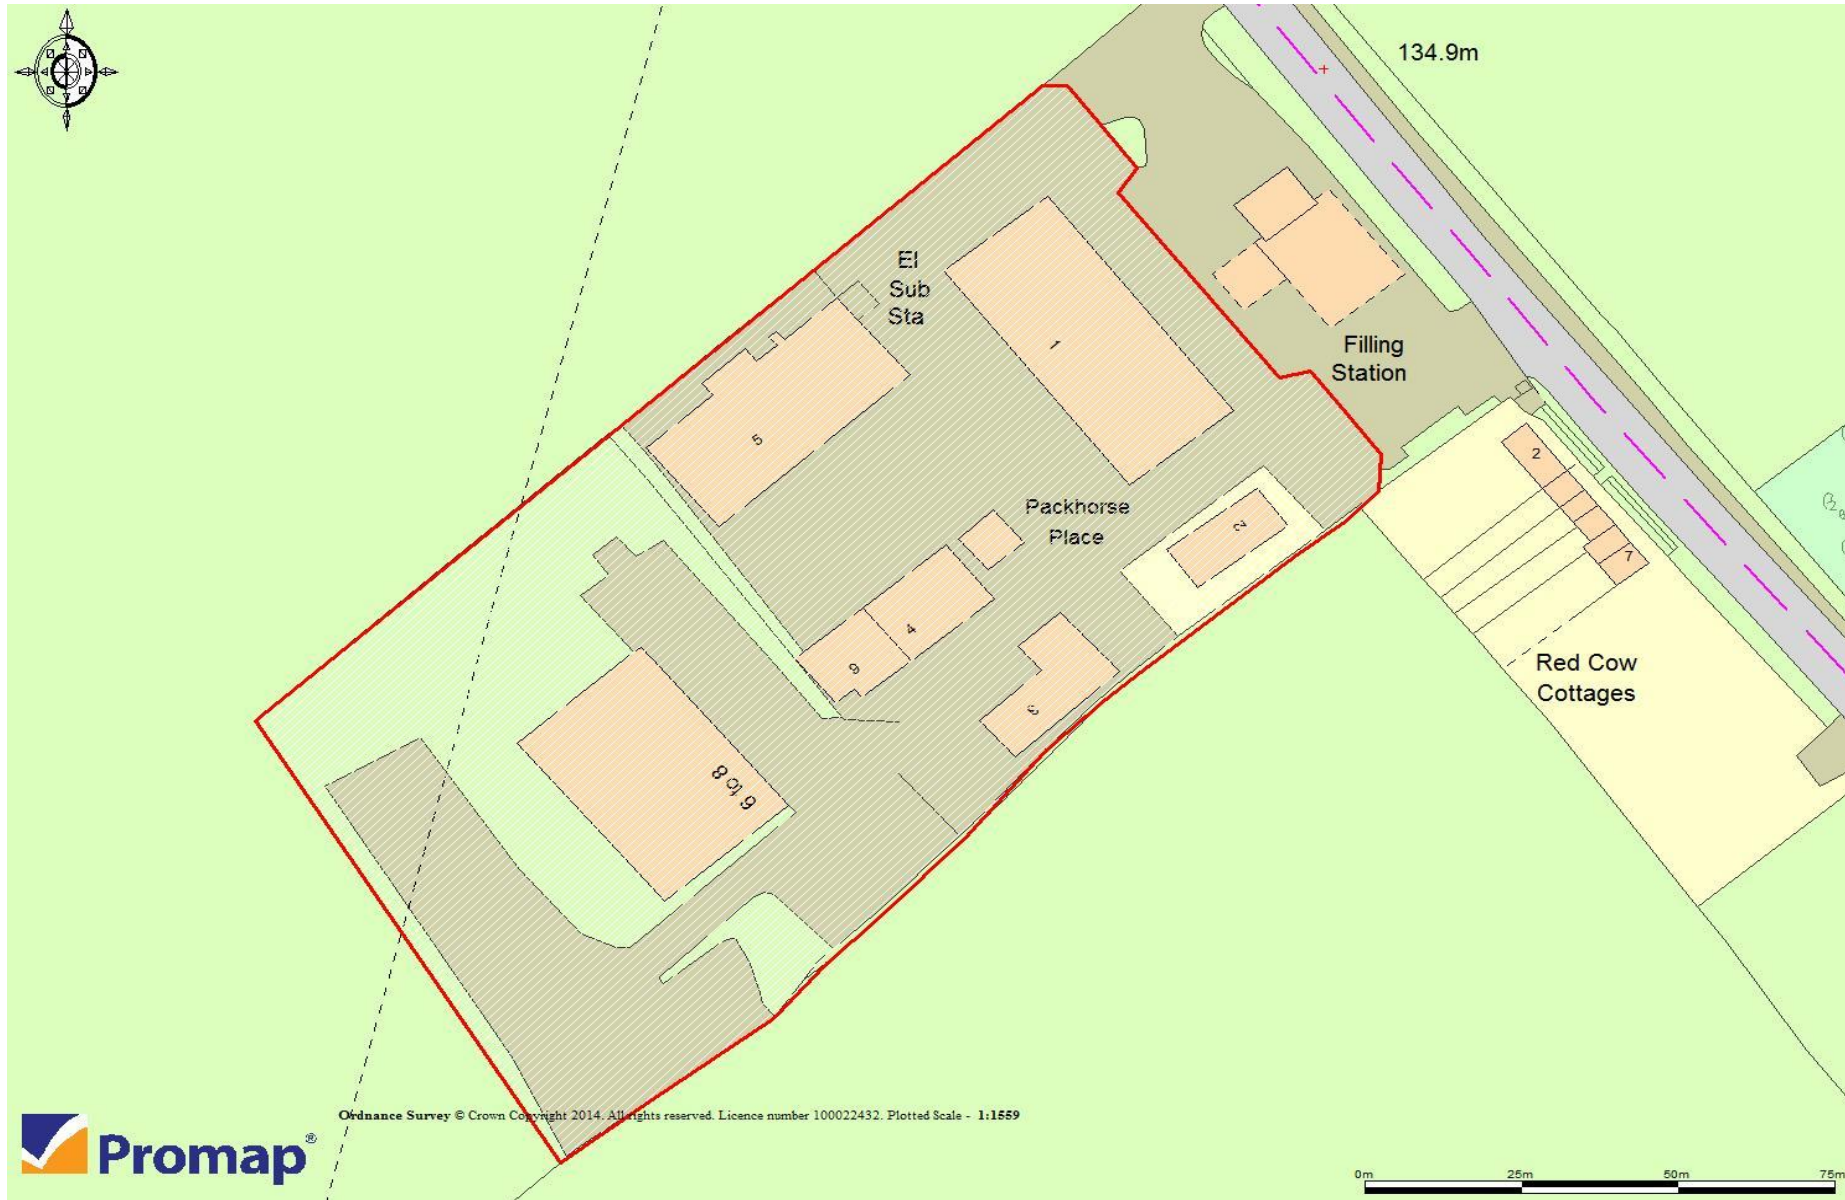 134.9m
El
Sub
Sta
1
Filling
Station
5
2
Packhorse
Place
2
7
4
9
3
Red Cow
Cottages
6 to 8
Ordnance Survey © Crown Copyright 2014. All rights reserved. Licence number 100022432. Plotted Scale - 1:1559
Promap®
0m 25m 50m 75m